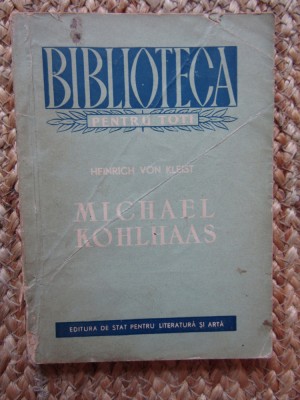 BIBLIOTECA
PENTRU TOȚI
HEINRICH VON KLEIST
MICHAEL
KOHLHAAS
EDITURA DE STAT PENTRU LITERATURĂ ȘI ARTĂ